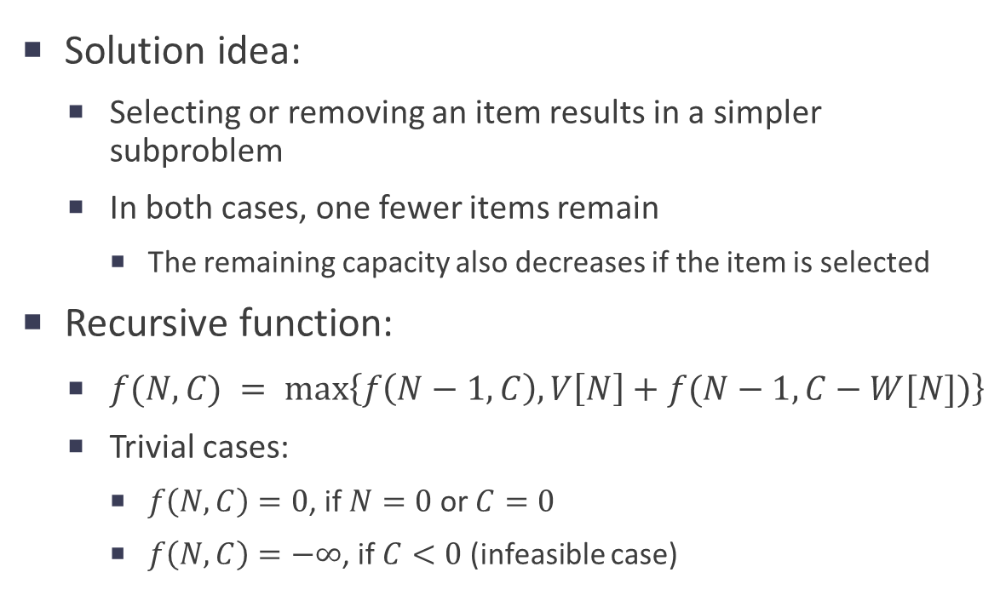 Solution idea:
Selecting or removing an item results in a simpler
subproblem
In both cases, one fewer items remain
The remaining capacity also decreases if the item is selected
Recursive function:
f(N, C) = max{f(N − 1, C), V[N] + f(N − 1, C − W[N])}
Trivial cases:
f(N, C) = 0, if N = 0 or C = 0
f(N, C) = −∞, if C < 0 (infeasible case)